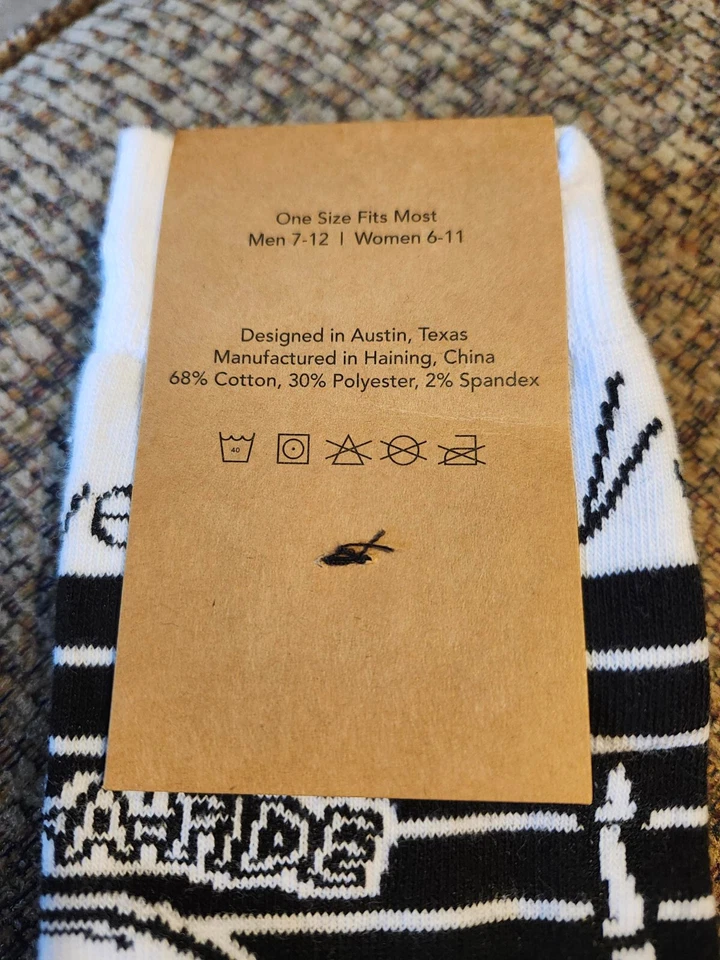 One Size Fits Most
Men 7-12 | Women 6-11
Designed in Austin, Texas
Manufactured in Haining, China
68% Cotton, 30% Polyester, 2% Spandex
40